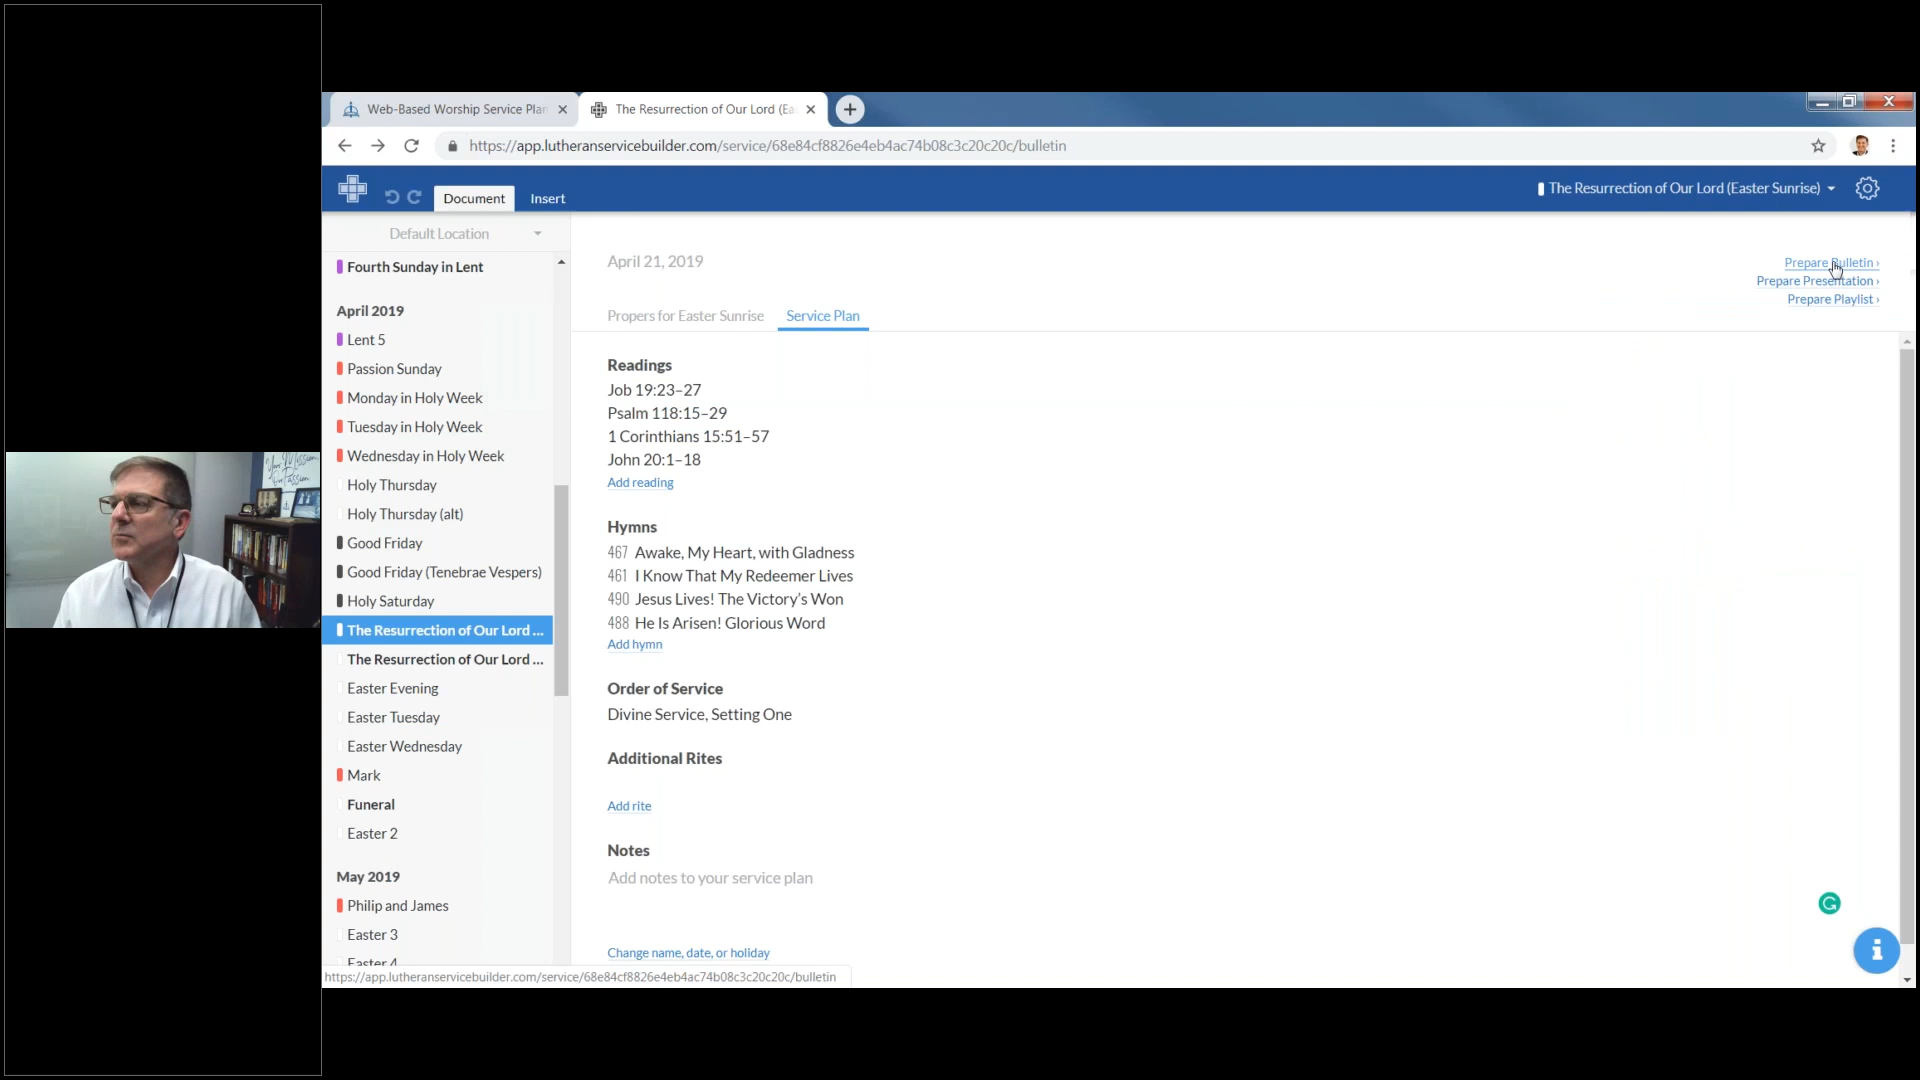 Web-Based Worship Service Plan
The Resurrection of Our Lord (Ea
https://app.lutheranservicebuilder.com/service/68e84cf8826e4eb4ac74b08c3c20c20c/bulletin
Document
Insert
The Resurrection of Our Lord (Easter Sunrise)
Default Location
Fourth Sunday in Lent
April 2019
Lent 5
Passion Sunday
Monday in Holy Week
Tuesday in Holy Week
Wednesday in Holy Week
Holy Thursday
Holy Thursday (alt)
Good Friday
Good Friday (Tenebrae Vespers)
Holy Saturday
The Resurrection of Our Lord ...
The Resurrection of Our Lord ...
Easter Evening
Easter Tuesday
Easter Wednesday
Mark
Funeral
Easter 2
May 2019
Philip and James
Easter 3
Easter 4
April 21, 2019
Prepare Bulletin ›
Prepare Presentation ›
Prepare Playlist ›
Propers for Easter Sunrise
Service Plan
Readings
Job 19:23–27
Psalm 118:15–29
1 Corinthians 15:51–57
John 20:1–18
Add reading
Hymns
467 Awake, My Heart, with Gladness
461 I Know That My Redeemer Lives
490 Jesus Lives! The Victory's Won
488 He Is Arisen! Glorious Word
Add hymn
Order of Service
Divine Service, Setting One
Additional Rites
Add rite
Notes
Add notes to your service plan
Change name, date, or holiday
https://app.lutheranservicebuilder.com/service/68e84cf8826e4eb4ac74b08c3c20c20c/bulletin
Your Mission
Our Passion